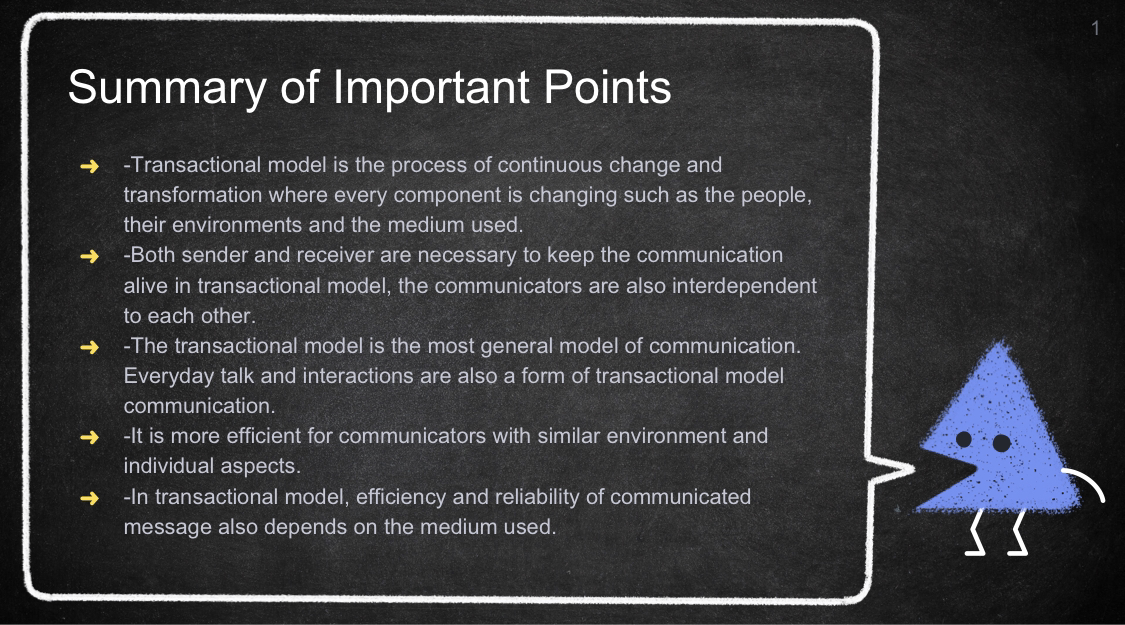 1
Summary of Important Points
-Transactional model is the process of continuous change and
transformation where every component is changing such as the people,
their environments and the medium used.
-Both sender and receiver are necessary to keep the communication
alive in transactional model, the communicators are also interdependent
to each other.
-The transactional model is the most general model of communication.
Everyday talk and interactions are also a form of transactional model
communication.
-It is more efficient for communicators with similar environment and
individual aspects.
-In transactional model, efficiency and reliability of communicated
message also depends on the medium used.